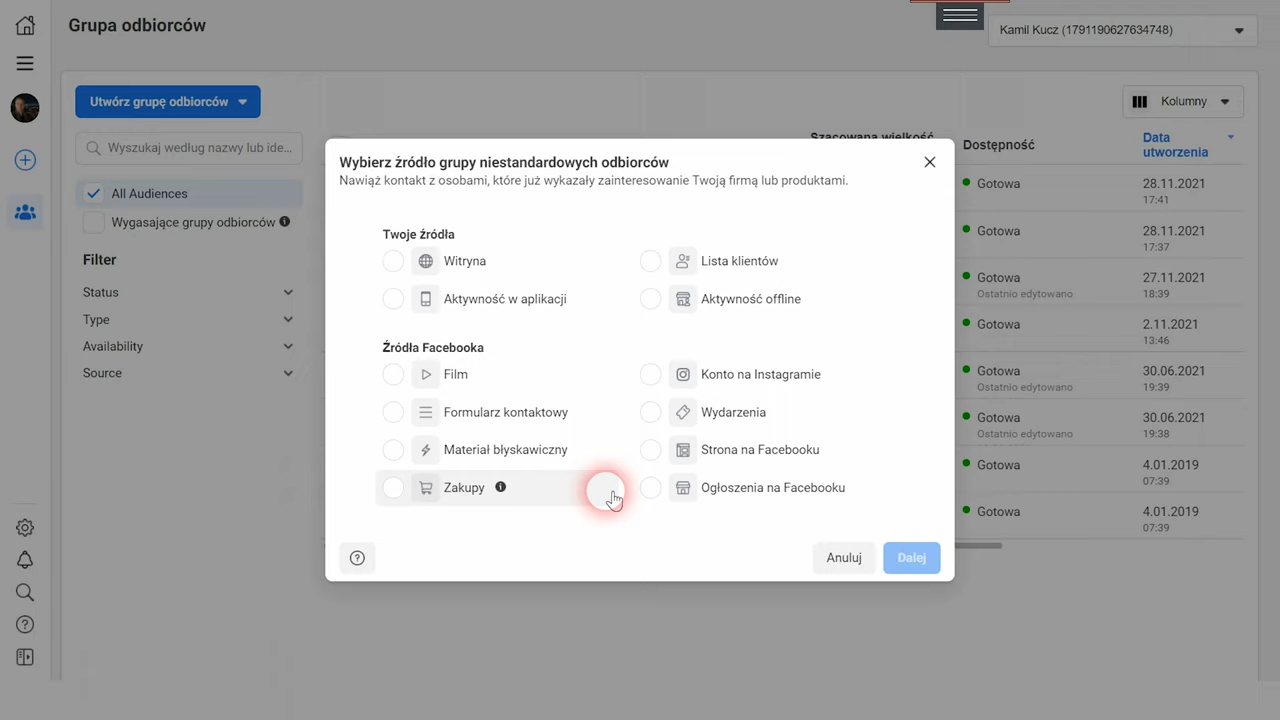 Grupa odbiorców
Kamil Kucz (1791190627634748)
Utwórz grupę odbiorców
Kolumny
Wyszukaj według nazwy lub ide...
All Audiences
Wygasające grupy odbiorców
Filter
Status
Type
Availability
Source
Szacowana wielkość
Dostępność
Data
utworzenia
Gotowa
28.11.2021
17:41
Gotowa
28.11.2021
17:37
Gotowa
27.11.2021
Ostatnio edytowano
18:39
Gotowa
2.11.2021
13:46
Gotowa
30.06.2021
Ostatnio edytowano
19:39
Gotowa
30.06.2021
Ostatnio edytowano
19:38
Gotowa
4.01.2019
07:39
Gotowa
4.01.2019
07:39
Wybierz źródło grupy niestandardowych odbiorców
Nawiąż kontakt z osobami, które już wykazały zainteresowanie Twoją firmą lub produktami.
Twoje źródła
Witryna
Lista klientów
Aktywność w aplikacji
Aktywność offline
Źródła Facebooka
Film
Konto na Instagramie
Formularz kontaktowy
Wydarzenia
Materiał błyskawiczny
Strona na Facebooku
Zakupy
Ogłoszenia na Facebooku
Anuluj
Dalej